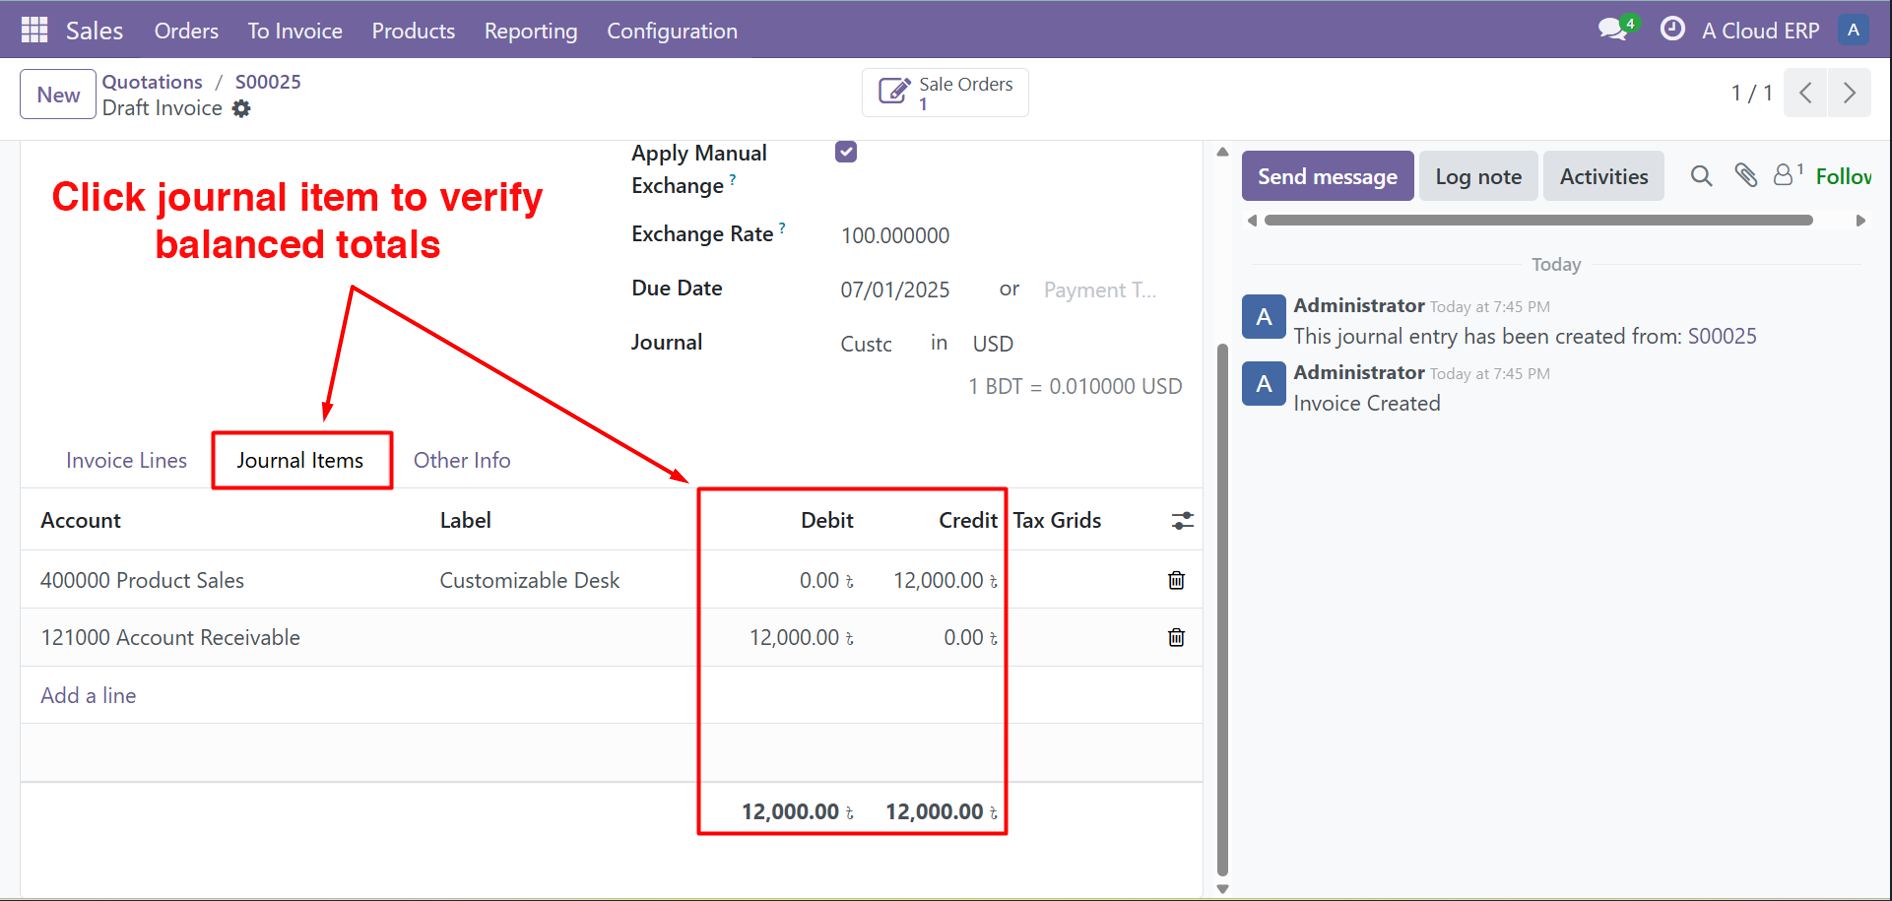 Sales Orders To Invoice Products Reporting Configuration 4 A Cloud ERP A
New Quotations / S00025
Draft Invoice
Sale Orders
1
1 / 1
Click journal item to verify
balanced totals
Apply Manual
Exchange ?
Exchange Rate ? 100.000000
Due Date 07/01/2025 or Payment T...
Journal Custc in USD
1 BDT = 0.010000 USD
Invoice Lines Journal Items Other Info
Account Label Debit Credit Tax Grids
400000 Product Sales Customizable Desk 0.00 ৳ 12,000.00 ৳
121000 Account Receivable 12,000.00 ৳ 0.00 ৳
Add a line
12,000.00 ৳ 12,000.00 ৳
Send message Log note Activities 1 Follov
Today
A Administrator Today at 7:45 PM
This journal entry has been created from: S00025
A Administrator Today at 7:45 PM
Invoice Created